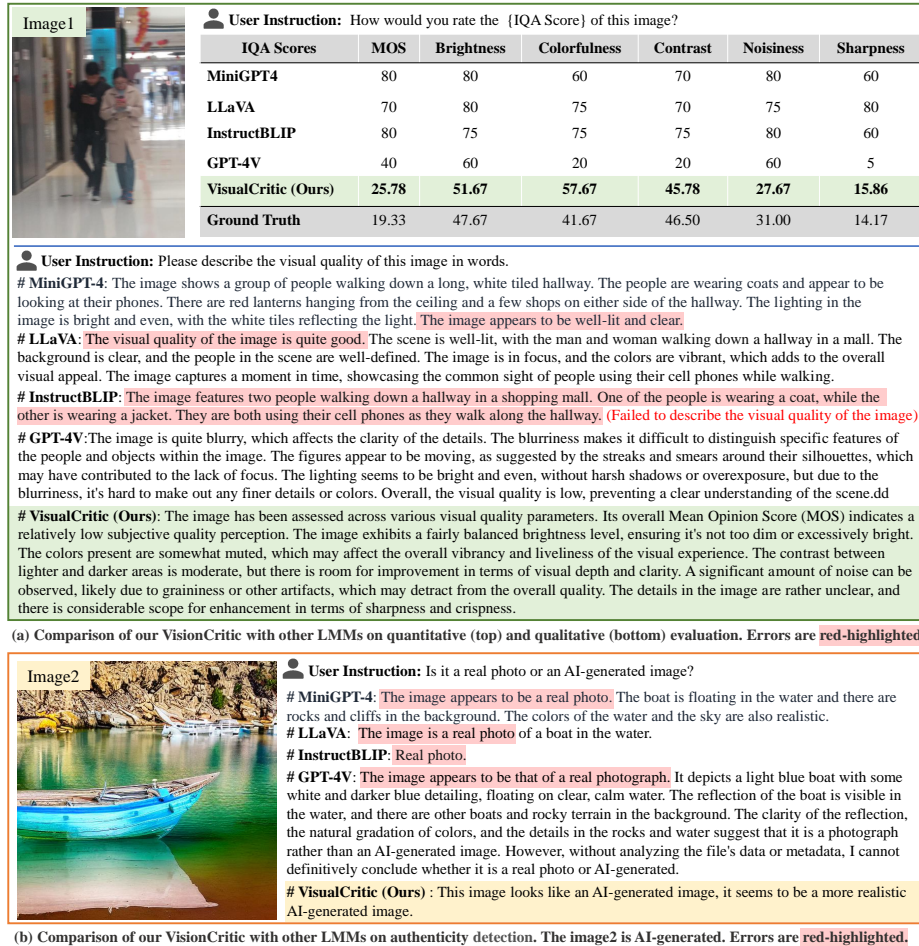 Image1
User Instruction: How would you rate the {IQA Score} of this image?
IQA Scores MOS Brightness Colorfulness Contrast Noisiness Sharpness
MiniGPT4 80 80 60 70 80 60
LLaVA 70 80 75 70 75 80
InstructBLIP 80 75 75 75 80 60
GPT-4V 40 60 20 20 60 5
VisualCritic (Ours) 25.78 51.67 57.67 45.78 27.67 15.86
Ground Truth 19.33 47.67 41.67 46.50 31.00 14.17
User Instruction: Please describe the visual quality of this image in words.
# MiniGPT-4: The image shows a group of people walking down a long, white tiled hallway. The people are wearing coats and appear to be
looking at their phones. There are red lanterns hanging from the ceiling and a few shops on either side of the hallway. The lighting in the
image is bright and even, with the white tiles reflecting the light. The image appears to be well-lit and clear.
# LLaVA: The visual quality of the image is quite good. The scene is well-lit, with the man and woman walking down a hallway in a mall. The
background is clear, and the people in the scene are well-defined. The image is in focus, and the colors are vibrant, which adds to the overall
visual appeal. The image captures a moment in time, showcasing the common sight of people using their cell phones while walking.
# InstructBLIP: The image features two people walking down a hallway in a shopping mall. One of the people is wearing a coat, while the
other is wearing a jacket. They are both using their cell phones as they walk along the hallway. (Failed to describe the visual quality of the image)
# GPT-4V:The image is quite blurry, which affects the clarity of the details. The blurriness makes it difficult to distinguish specific features of
the people and objects within the image. The figures appear to be moving, as suggested by the streaks and smears around their silhouettes, which
may have contributed to the lack of focus. The lighting seems to be bright and even, without harsh shadows or overexposure, but due to the
blurriness, it's hard to make out any finer details or colors. Overall, the visual quality is low, preventing a clear understanding of the scene.dd
# VisualCritic (Ours): The image has been assessed across various visual quality parameters. Its overall Mean Opinion Score (MOS) indicates a
relatively low subjective quality perception. The image exhibits a fairly balanced brightness level, ensuring it's not too dim or excessively bright.
The colors present are somewhat muted, which may affect the overall vibrancy and liveliness of the visual experience. The contrast between
lighter and darker areas is moderate, but there is room for improvement in terms of visual depth and clarity. A significant amount of noise can be
observed, likely due to graininess or other artifacts, which may detract from the overall quality. The details in the image are rather unclear, and
there is considerable scope for enhancement in terms of sharpness and crispness.
(a) Comparison of our VisionCritic with other LMMs on quantitative (top) and qualitative (bottom) evaluation. Errors are red-highlighted
Image2
User Instruction: Is it a real photo or an AI-generated image?
# MiniGPT-4: The image appears to be a real photo. The boat is floating in the water and there are
rocks and cliffs in the background. The colors of the water and the sky are also realistic.
# LLaVA: The image is a real photo of a boat in the water.
# InstructBLIP: Real photo.
# GPT-4V: The image appears to be that of a real photograph. It depicts a light blue boat with some
white and darker blue detailing, floating on clear, calm water. The reflection of the boat is visible in
the water, and there are other boats and rocky terrain in the background. The clarity of the reflection,
the natural gradation of colors, and the details in the rocks and water suggest that it is a photograph
rather than an AI-generated image. However, without analyzing the file's data or metadata, I cannot
definitively conclude whether it is a real photo or AI-generated.
# VisualCritic (Ours) : This image looks like an AI-generated image, it seems to be a more realistic
AI-generated image.
(b) Comparison of our VisionCritic with other LMMs on authenticity detection. The image2 is AI-generated. Errors are red-highlighted.